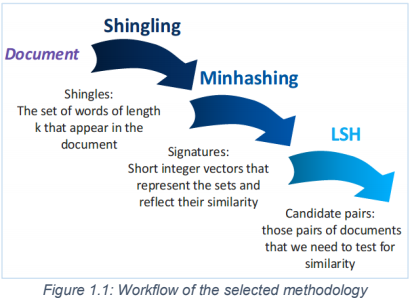 Shingling
Document
Minhashing
Shingles:
The set of words of length
k that appear in the
document
LSH
Signatures:
Short integer vectors that
represent the sets and
reflect their similarity
Candidate pairs:
those pairs of documents
that we need to test for
similarity
Figure 1.1: Workflow of the selected methodology